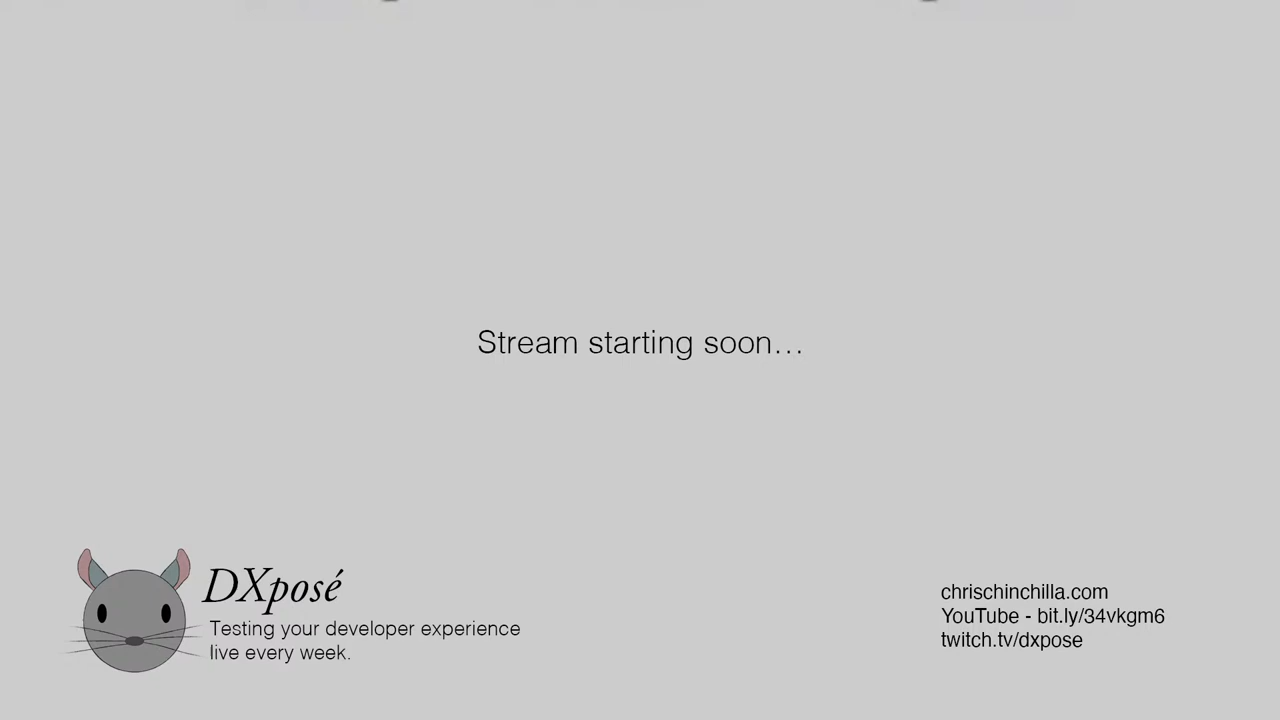 Stream starting soon…
DXposé
Testing your developer experience
live every week.
chrischinchilla.com
YouTube - bit.ly/34vkgm6
twitch.tv/dxpose